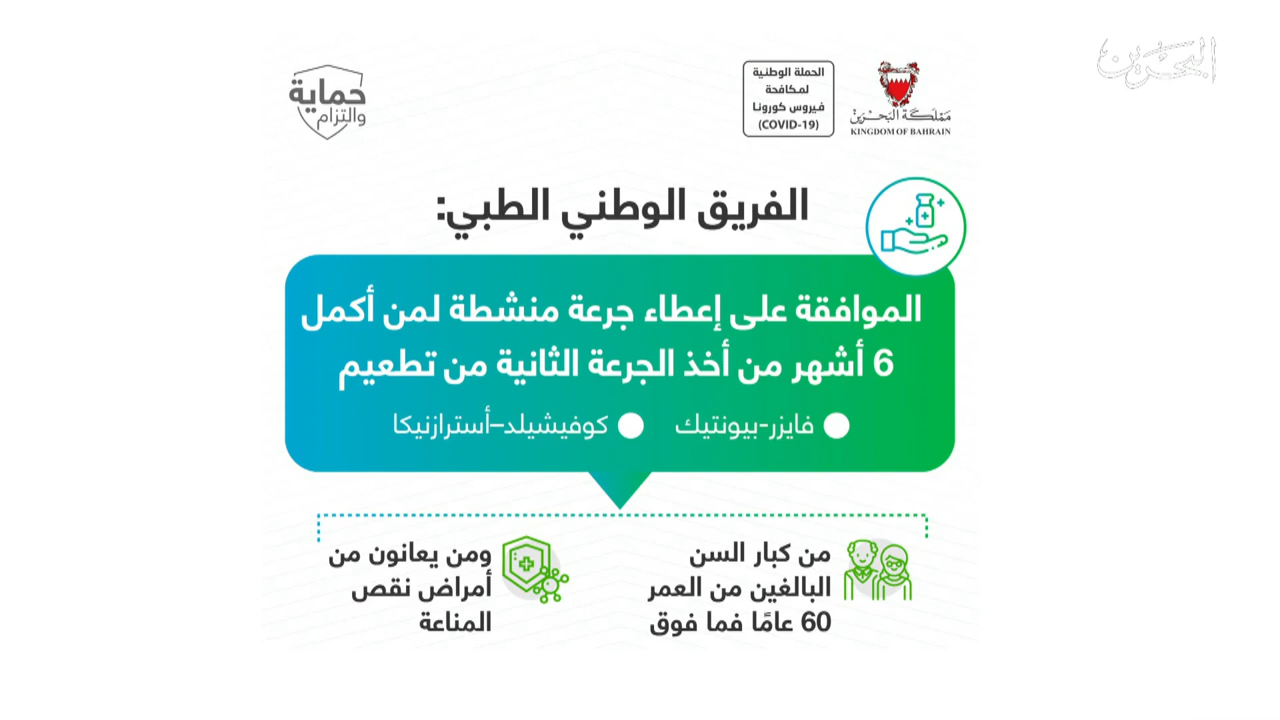 البحرين
مملكة البحرين
KINGDOM OF BAHRAIN
الحملة الوطنية
لمكافحة
فيروس كورونا
(COVID-19)
حماية
والتزام
الفريق الوطني الطبي:
الموافقة على إعطاء جرعة منشطة لمن أكمل
6 أشهر من أخذ الجرعة الثانية من تطعيم
فايزر-بيونتيك
كوفيشيلد–أسترازنيكا
من كبار السن
البالغين من العمر
60 عامًا فما فوق
ومن يعانون من
أمراض نقص
المناعة